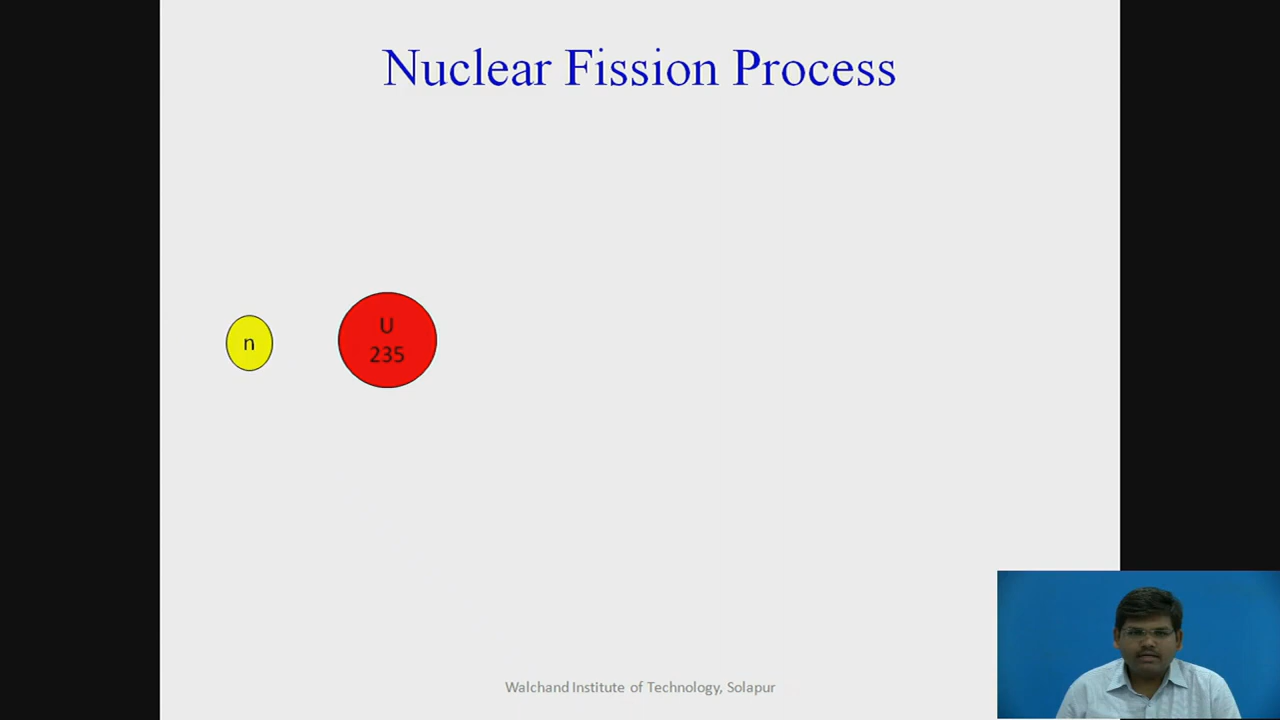 Nuclear Fission Process
n
U
235
Walchand Institute of Technology, Solapur